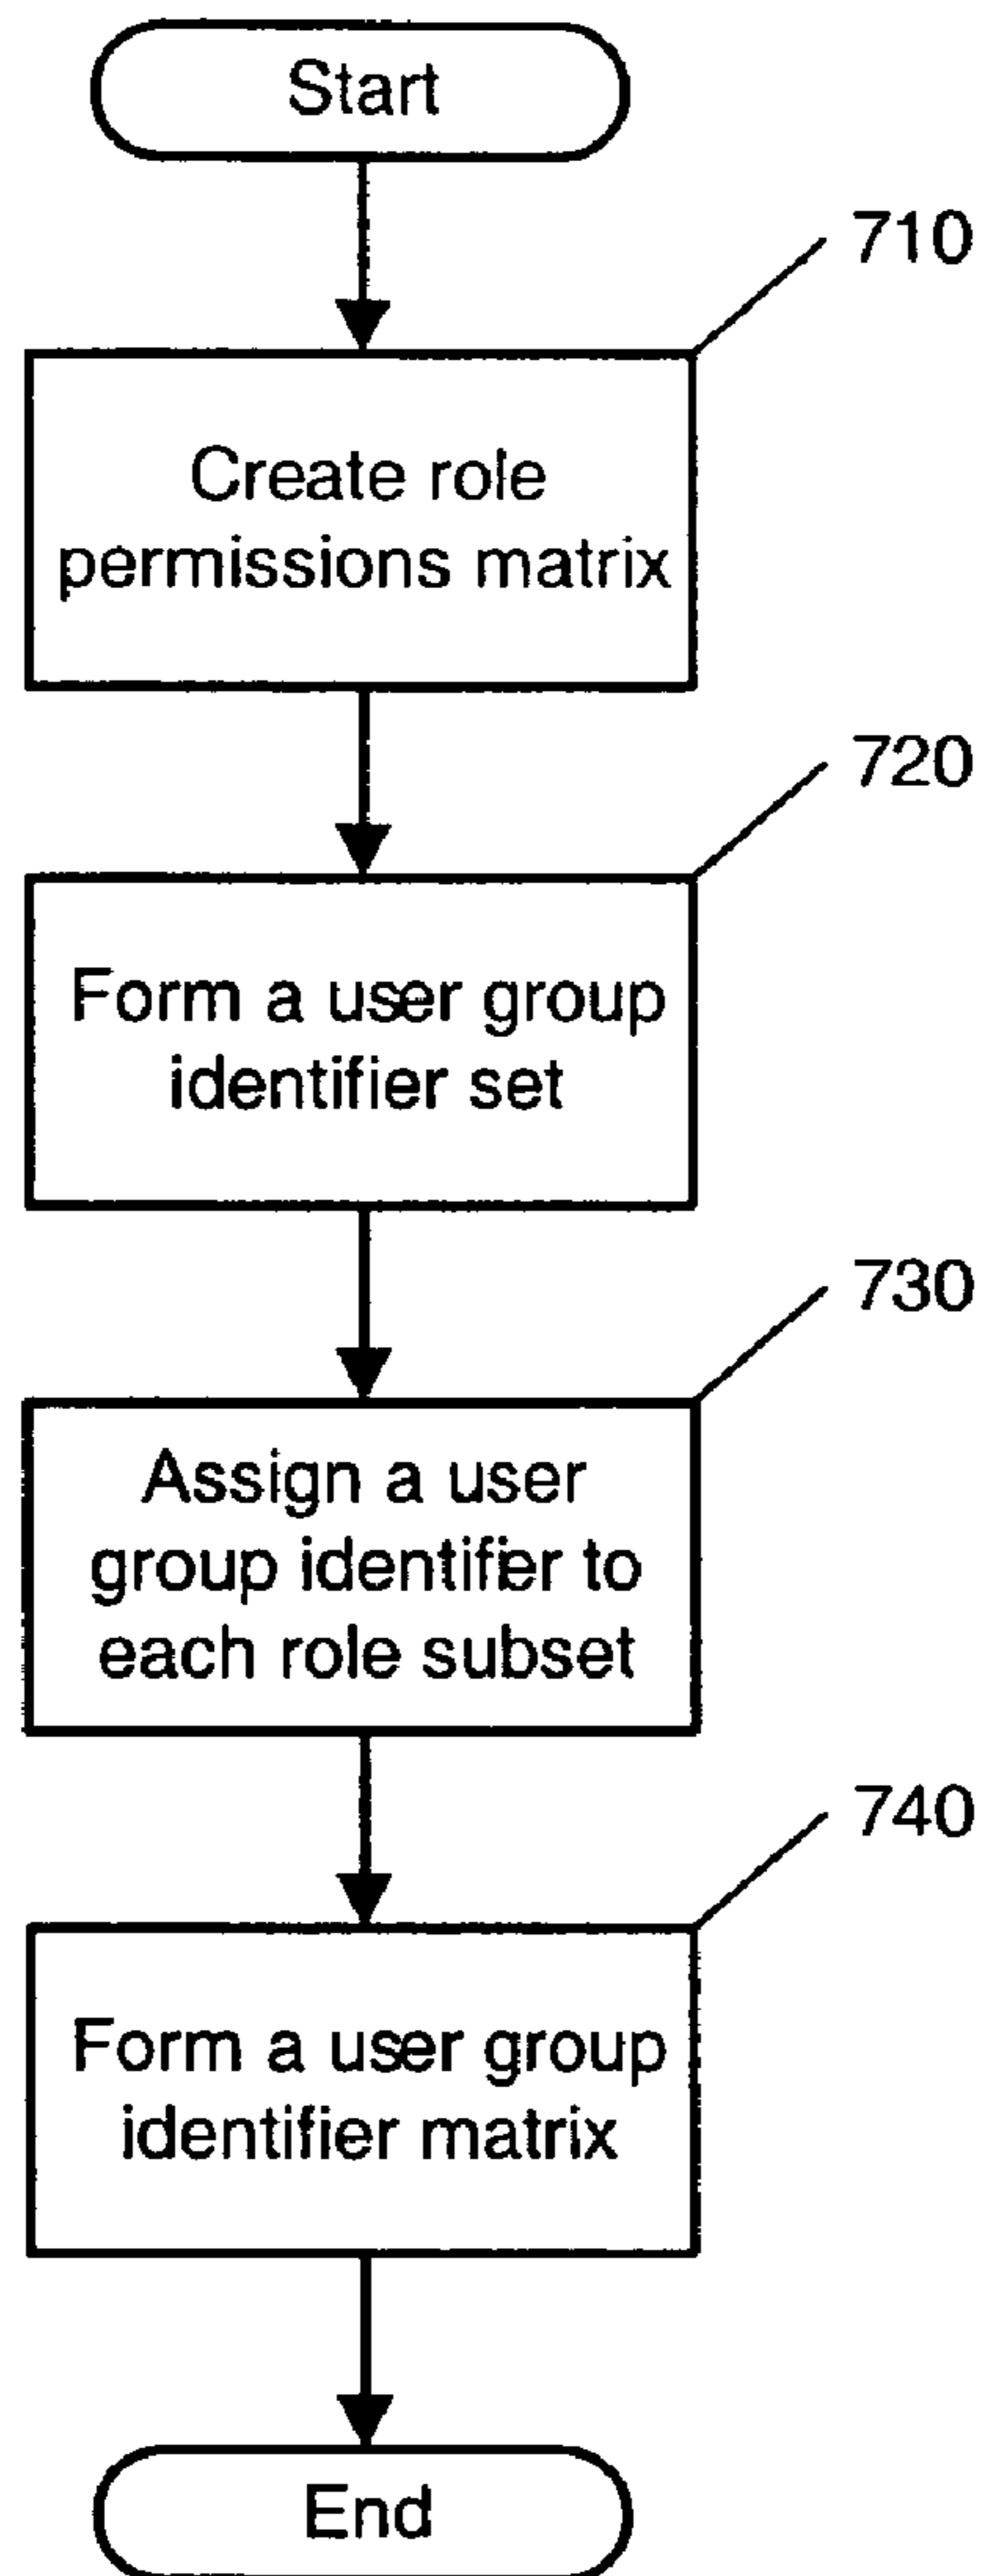 Start
710
Create role
permissions matrix
720
Form a user group
identifier set
730
Assign a user
group identifier to
each role subset
740
Form a user group
identifier matrix
End